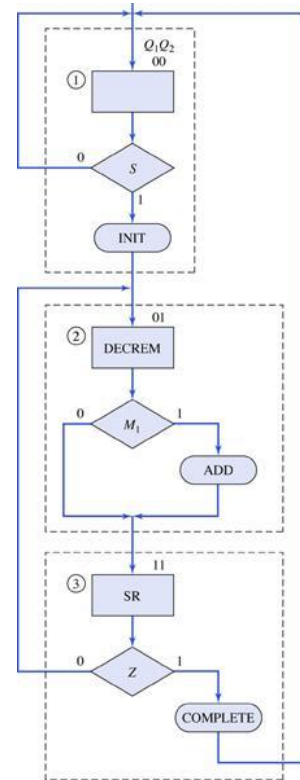 Q₁Q₂
00
1
0
S
1
INIT
01
2
DECREM
0
M₁
1
ADD
11
3
SR
0
Z
1
COMPLETE